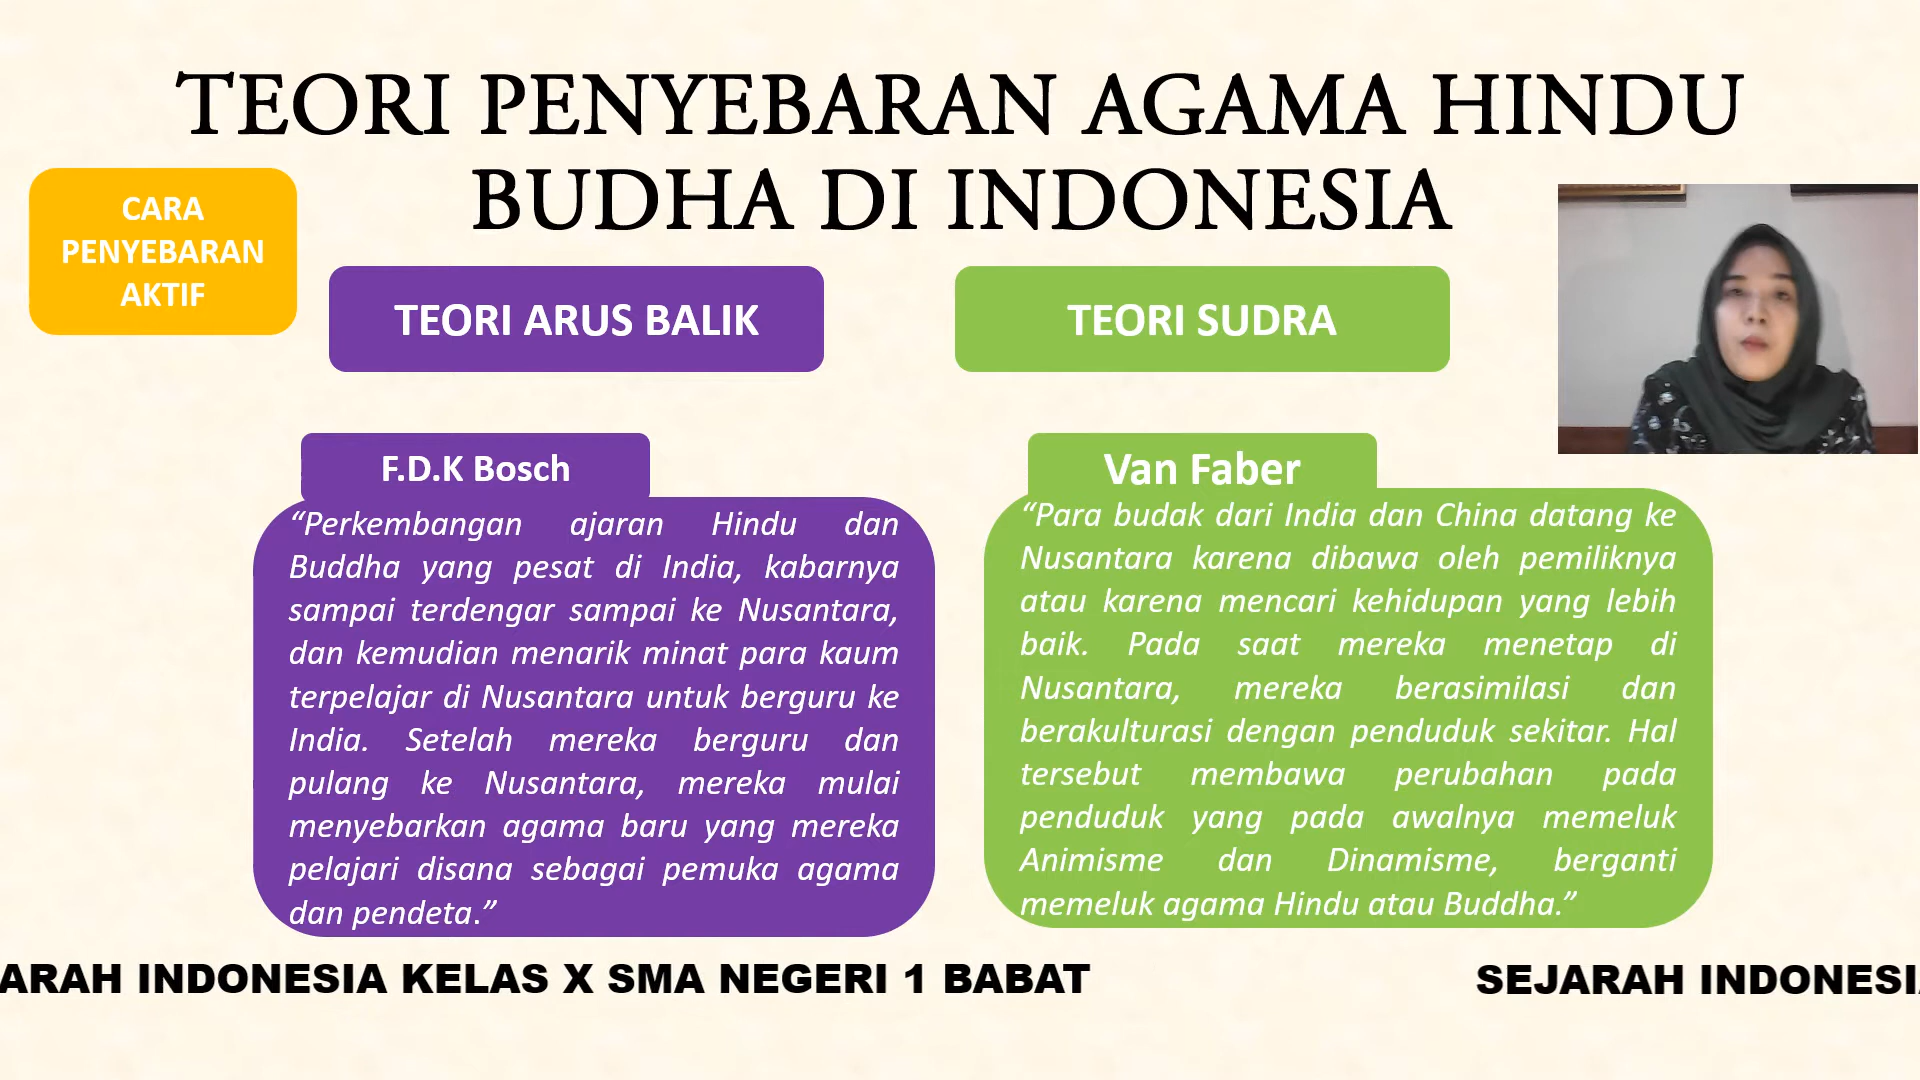 TEORI PENYEBARAN AGAMA HINDU
BUDHA DI INDONESIA
CARA
PENYEBARAN
AKTIF
TEORI ARUS BALIK
F.D.K Bosch
“Perkembangan ajaran Hindu dan
Buddha yang pesat di India, kabarnya
sampai terdengar sampai ke Nusantara,
dan kemudian menarik minat para kaum
terpelajar di Nusantara untuk berguru ke
India. Setelah mereka berguru dan
pulang ke Nusantara, mereka mulai
menyebarkan agama baru yang mereka
pelajari disana sebagai pemuka agama
dan pendeta.”
TEORI SUDRA
Van Faber
“Para budak dari India dan China datang ke
Nusantara karena dibawa oleh pemiliknya
atau karena mencari kehidupan yang lebih
baik. Pada saat mereka menetap di
Nusantara, mereka berasimilasi dan
berakulturasi dengan penduduk sekitar. Hal
tersebut membawa perubahan pada
penduduk yang pada awalnya memeluk
Animisme dan Dinamisme, berganti
memeluk agama Hindu atau Buddha.”
ARAH INDONESIA KELAS X SMA NEGERI 1 BABAT
SEJARAH INDONESIA